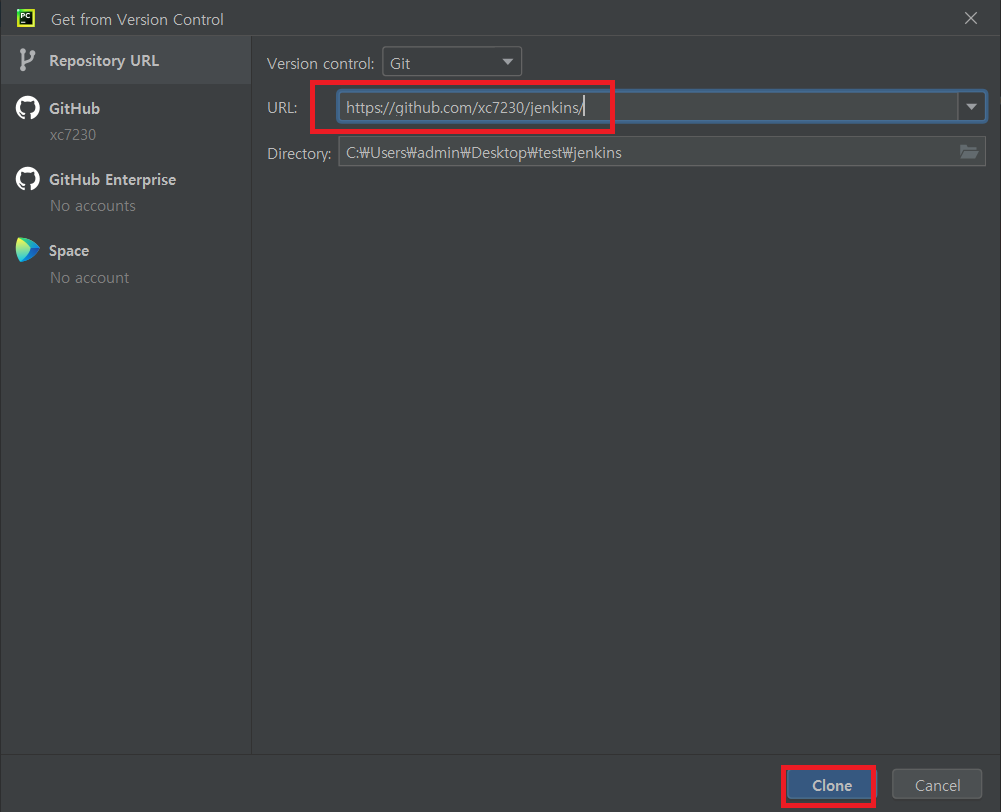 PC
Get from Version Control
Repository URL
GitHub
xc7230
GitHub Enterprise
No accounts
Space
No account
Version control: Git
URL: https://github.com/xc7230/jenkins/
Directory: C:₩Users₩admin₩Desktop₩test₩jenkins
Clone
Cancel